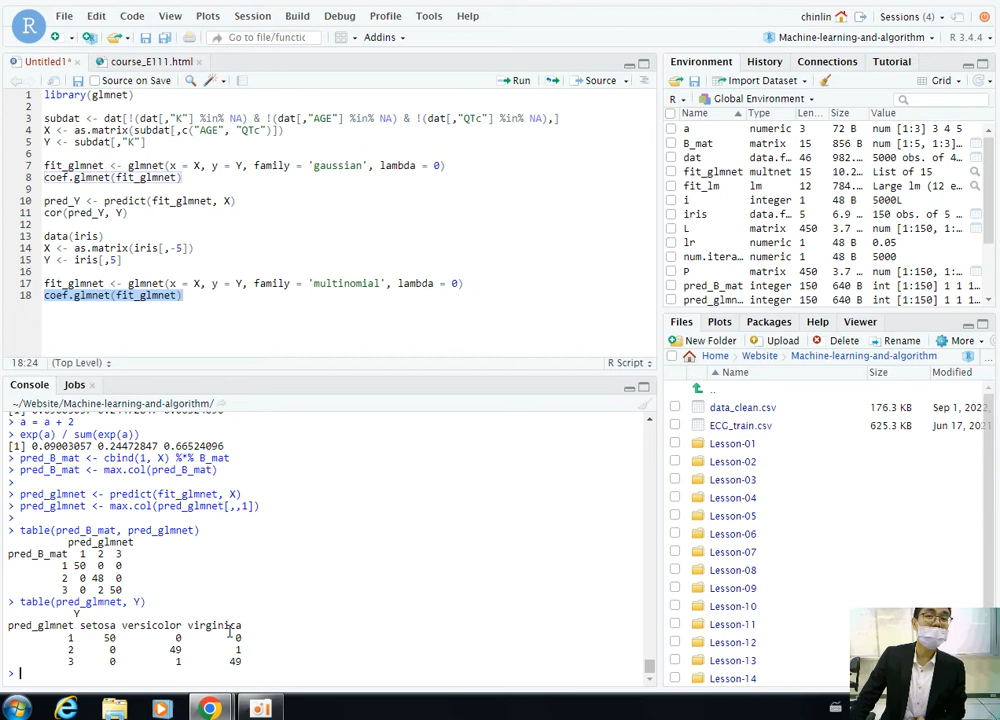 R File Edit Code View Plots Session Build Debug Profile Tools Help chinlin Sessions (4)
Go to file/functic Addins Machine-learning-and-algorithm R 3.4.4
Untitled1* course_E111.html
Source on Save Run Source
1 library(glmnet)
2
3 subdat <- dat[!(dat[,"K"] %in% NA) & !(dat[,"AGE"] %in% NA) & !(dat[,"QTc"] %in% NA),]
4 X <- as.matrix(subdat[,c("AGE", "QTc")])
5 Y <- subdat[,"K"]
6
7 fit_glmnet <- glmnet(x = X, y = Y, family = 'gaussian', lambda = 0)
8 coef.glmnet(fit_glmnet)
9
10 pred_Y <- predict(fit_glmnet, X)
11 cor(pred_Y, Y)
12
13 data(iris)
14 X <- as.matrix(iris[,-5])
15 Y <- iris[,5]
16
17 fit_glmnet <- glmnet(x = X, y = Y, family = 'multinomial', lambda = 0)
18 coef.glmnet(fit_glmnet)
18:24 (Top Level) R Script
Console Jobs
~/Website/Machine-learning-and-algorithm/
> a = a + 2
> exp(a) / sum(exp(a))
[1] 0.09003057 0.24472847 0.66524096
> pred_B_mat <- cbind(1, X) %*% B_mat
> pred_B_mat <- max.col(pred_B_mat)
>
> pred_glmnet <- predict(fit_glmnet, X)
> pred_glmnet <- max.col(pred_glmnet[,,1])
>
> table(pred_B_mat, pred_glmnet)
pred_glmnet
pred_B_mat 1 2 3
1 50 0 0
2 0 48 0
3 0 2 50
> table(pred_glmnet, Y)
Y
pred_glmnet setosa versicolor virginica
1 50 0 0
2 0 49 1
3 0 1 49
>
Environment History Connections Tutorial
Import Dataset Grid
R Global Environment
Name Type Len... Size Value
a numeric 3 72 B num [1:3] 3 4 5
B_mat matrix 15 856 B num [1:5, 1:3]...
dat data.f... 46 982... 5000 obs. of 4...
fit_glmnet multnet 15 10.2... List of 15
fit_lm lm 12 784... Large lm (12 e...
i integer 1 48 B 5000L
iris data.f... 5 6.9 ... 150 obs. of 5 ...
L matrix 450 3.7 ... num [1:150, 1:...
lr numeric 1 48 B 0.05
num.itera... numeric 1 48 B 5000
P matrix 450 3.7 ... num [1:150, 1:...
pred_B_mat integer 150 640 B int [1:150] 1 1 1...
pred_glmn... integer 150 640 B int [1:150] 1 1 1...
Files Plots Packages Help Viewer
New Folder Upload Delete Rename More
Home Website Machine-learning-and-algorithm ...
Name Size Modified
..
data_clean.csv 176.3 KB Sep 1, 2022,
ECG_train.csv 625.3 KB Jun 17, 2021
Lesson-01
Lesson-02
Lesson-03
Lesson-04
Lesson-05
Lesson-06
Lesson-07
Lesson-08
Lesson-09
Lesson-10
Lesson-11
Lesson-12
Lesson-13
Lesson-14